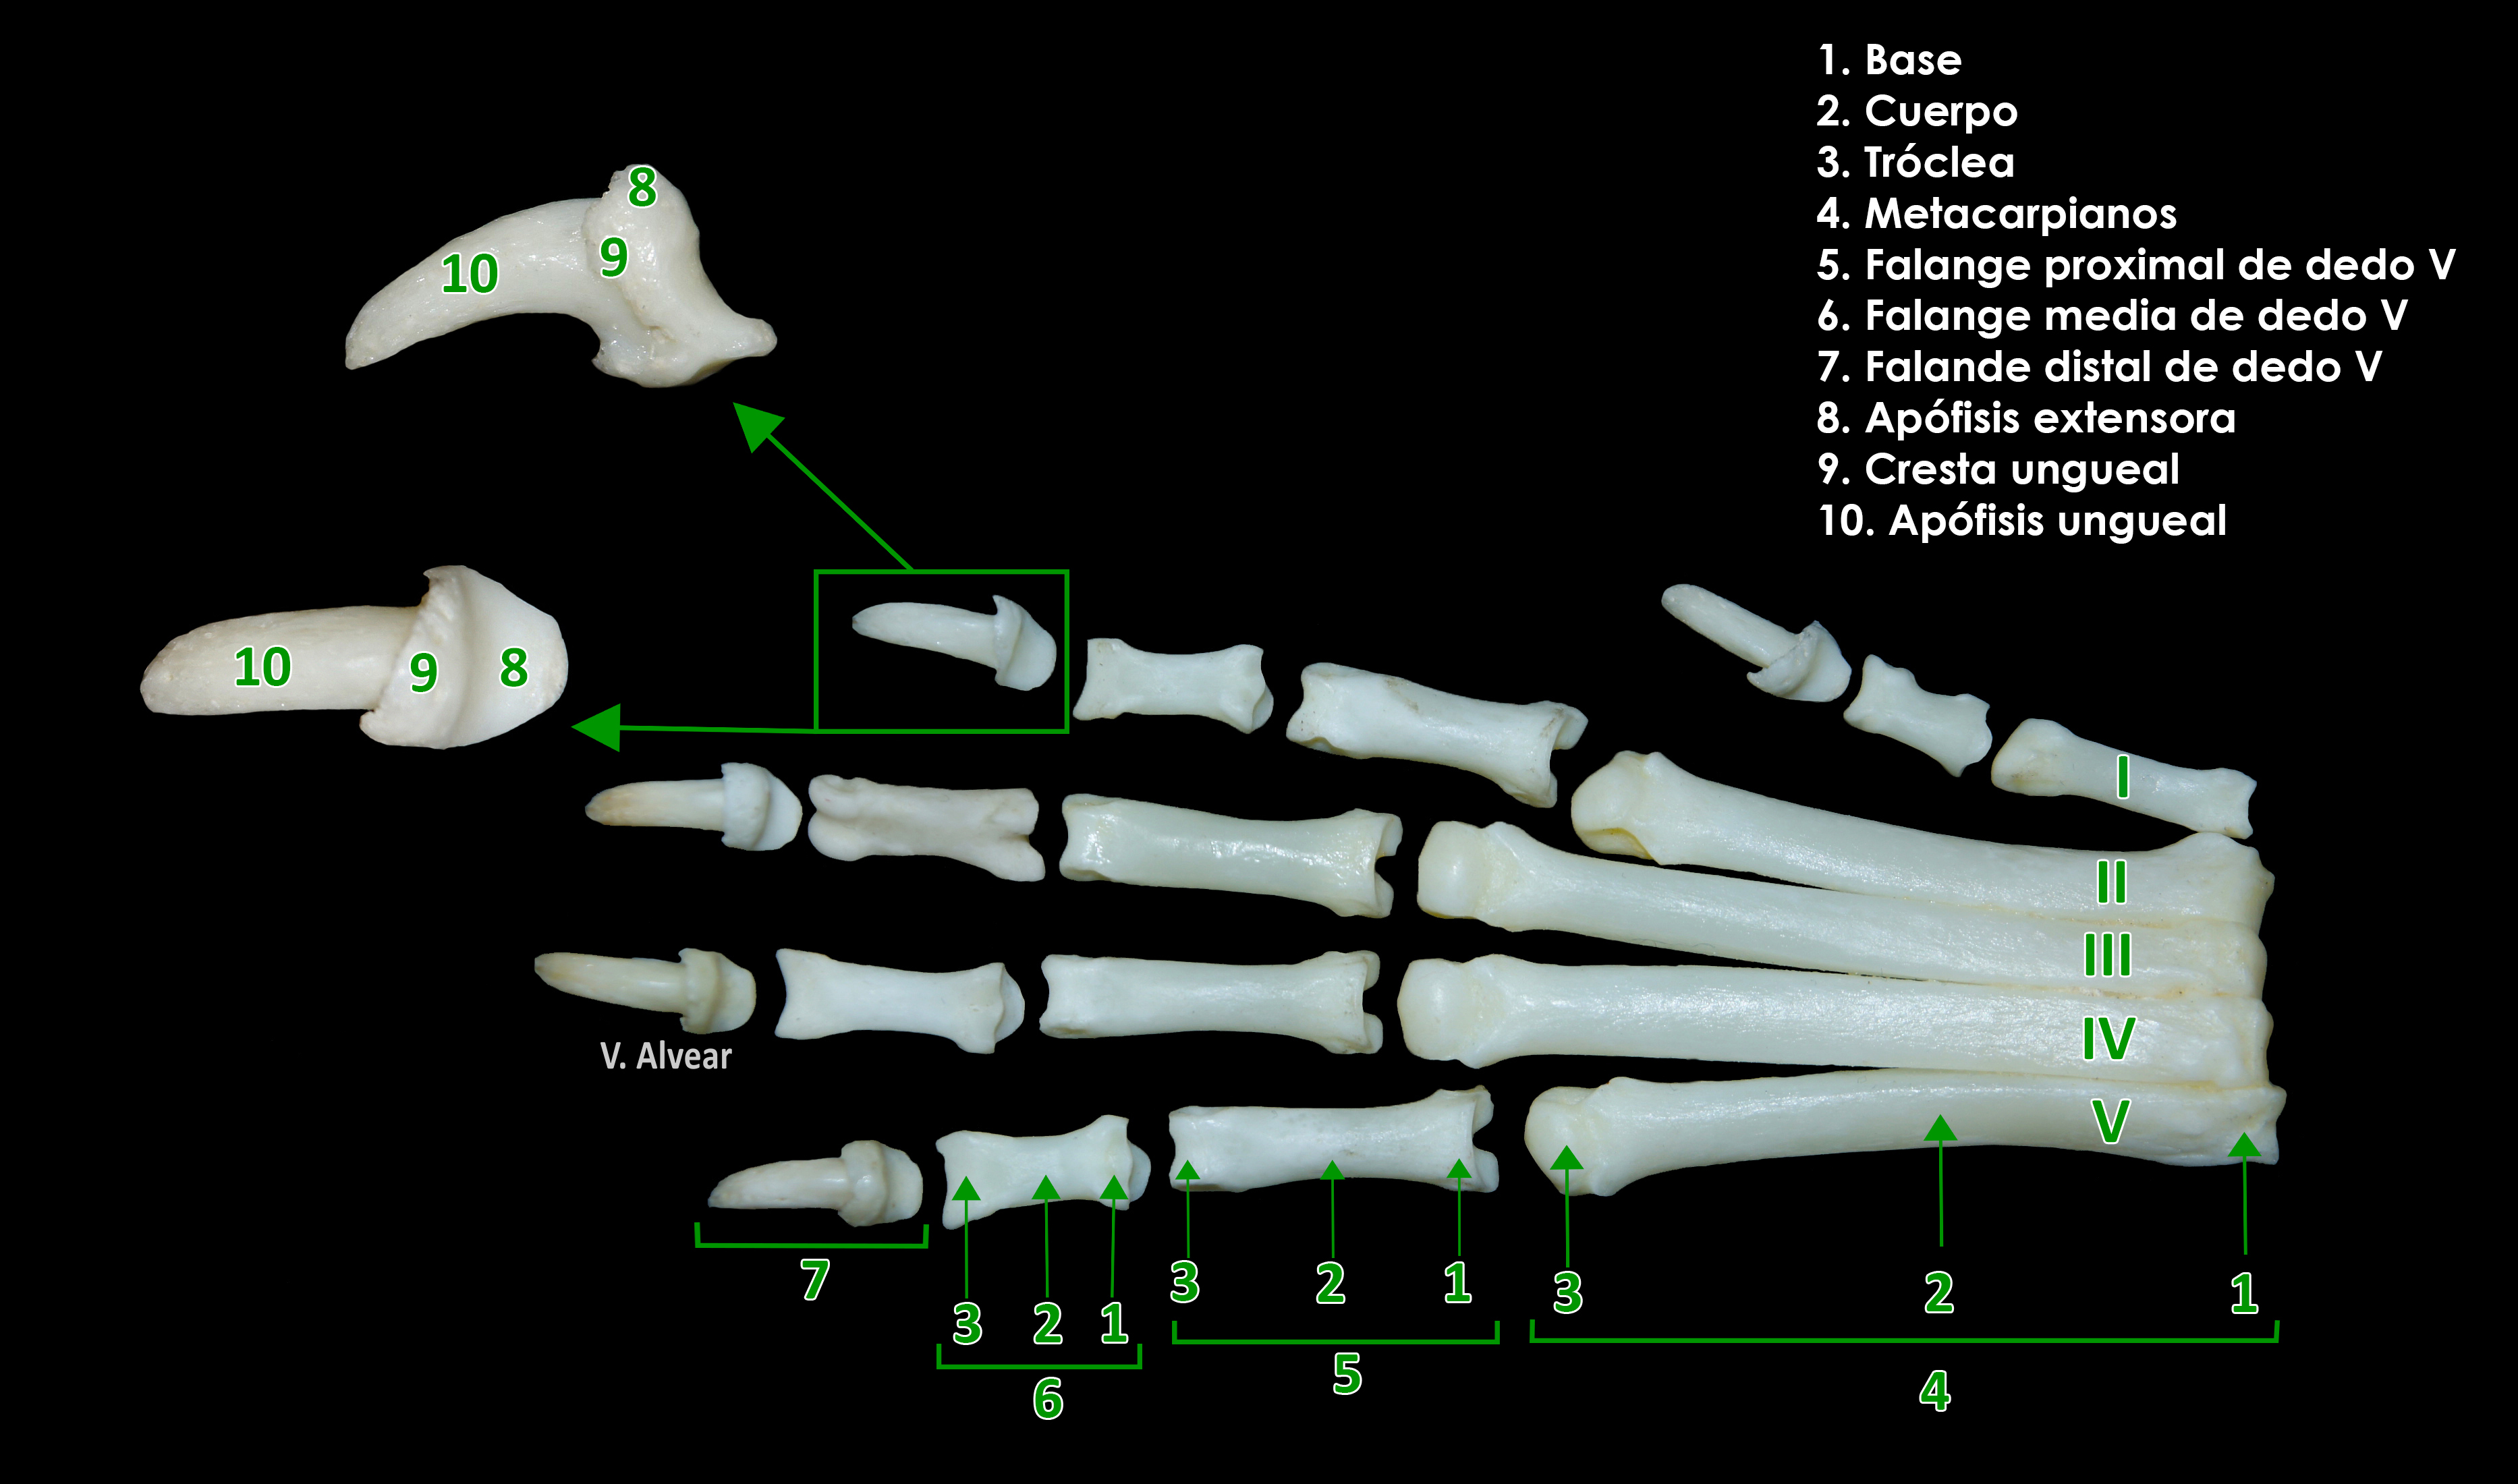 1. Base
2. Cuerpo
3. Tróclea
4. Metacarpianos
5. Falange proximal de dedo V
6. Falange media de dedo V
7. Falande distal de dedo V
8. Apófisis extensora
9. Cresta ungueal
10. Apófisis ungueal
8
9
10
10
9
8
I
II
III
IV
V. Alvear
V
7
3
2
1
3
2
1
3
2
1
6
5
4